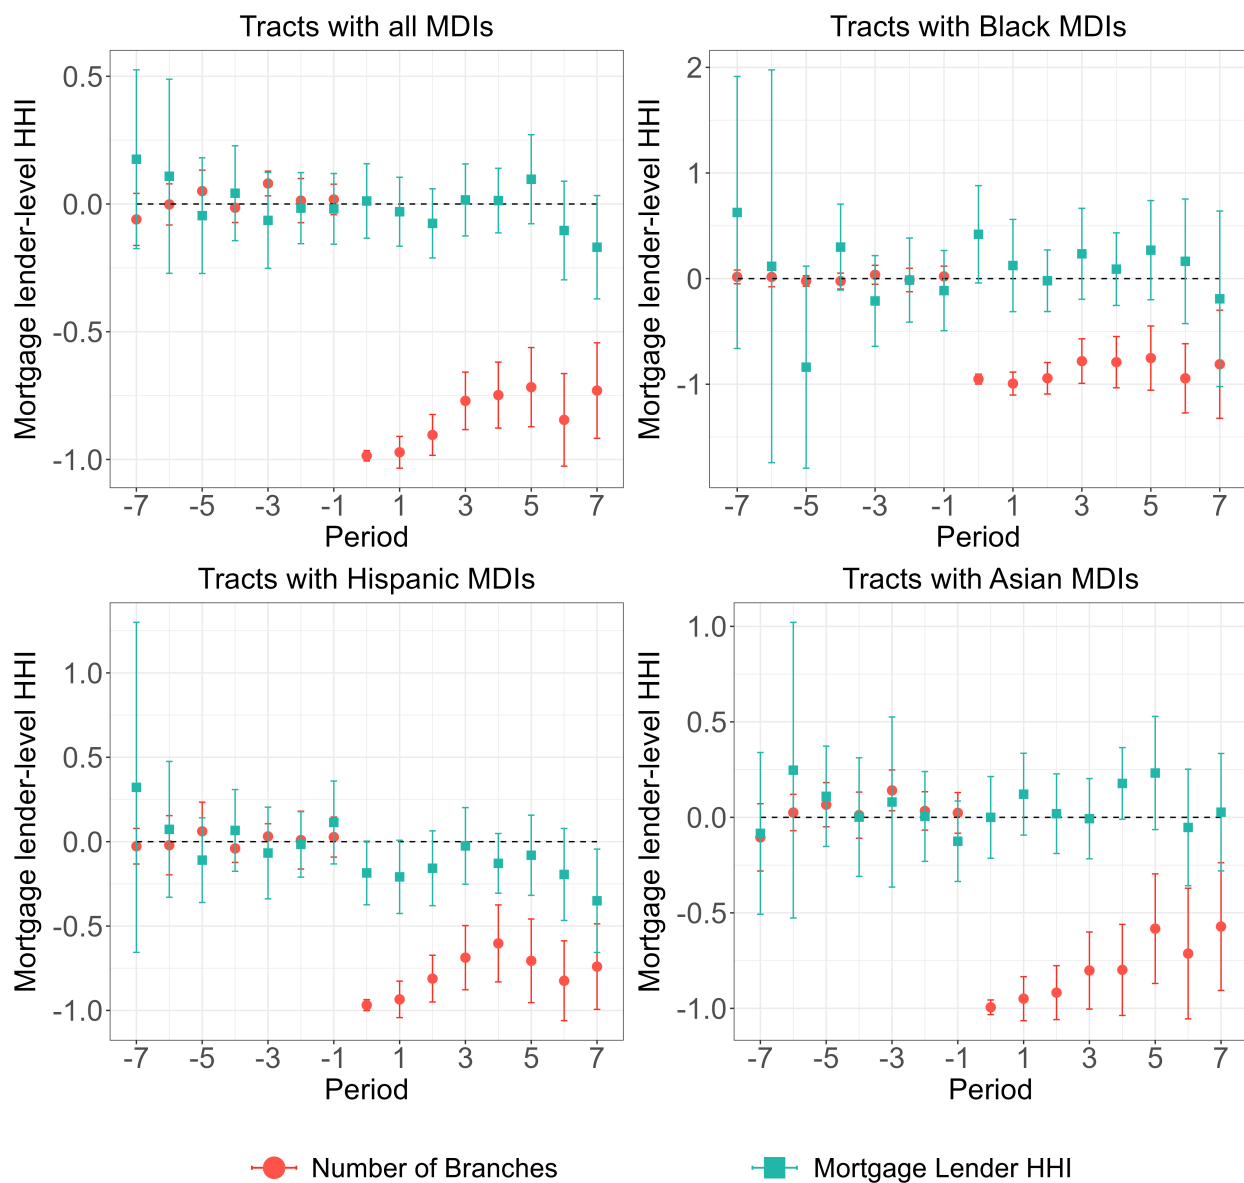 Tracts with all MDIs
Mortgage lender-level HHI
0.5
0.0
-0.5
-1.0
-7 -5 -3 -1 1 3 5 7
Period
Tracts with Black MDIs
Mortgage lender-level HHI
2
1
0
-1
-7 -5 -3 -1 1 3 5 7
Period
Tracts with Hispanic MDIs
Mortgage lender-level HHI
1.0
0.5
0.0
-0.5
-1.0
-7 -5 -3 -1 1 3 5 7
Period
Tracts with Asian MDIs
Mortgage lender-level HHI
1.0
0.5
0.0
-0.5
-1.0
-7 -5 -3 -1 1 3 5 7
Period
Number of Branches
Mortgage Lender HHI